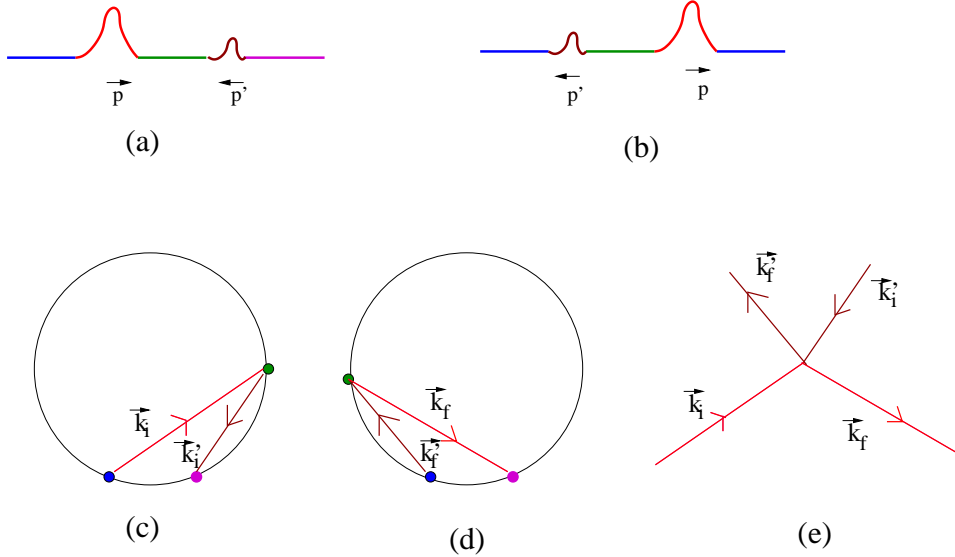 p p'
(a)
p' p
(b)
k_i k_i'
(c)
k_f k_f'
(d)
k_f' k_i'
k_i k_f
(e)